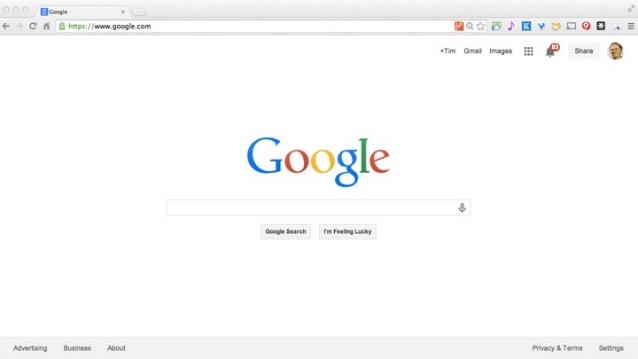 Google
https://www.google.com
+Tim Gmail Images 83 Share
Google
Google Search I'm Feeling Lucky
Advertising Business About Privacy & Terms Settings